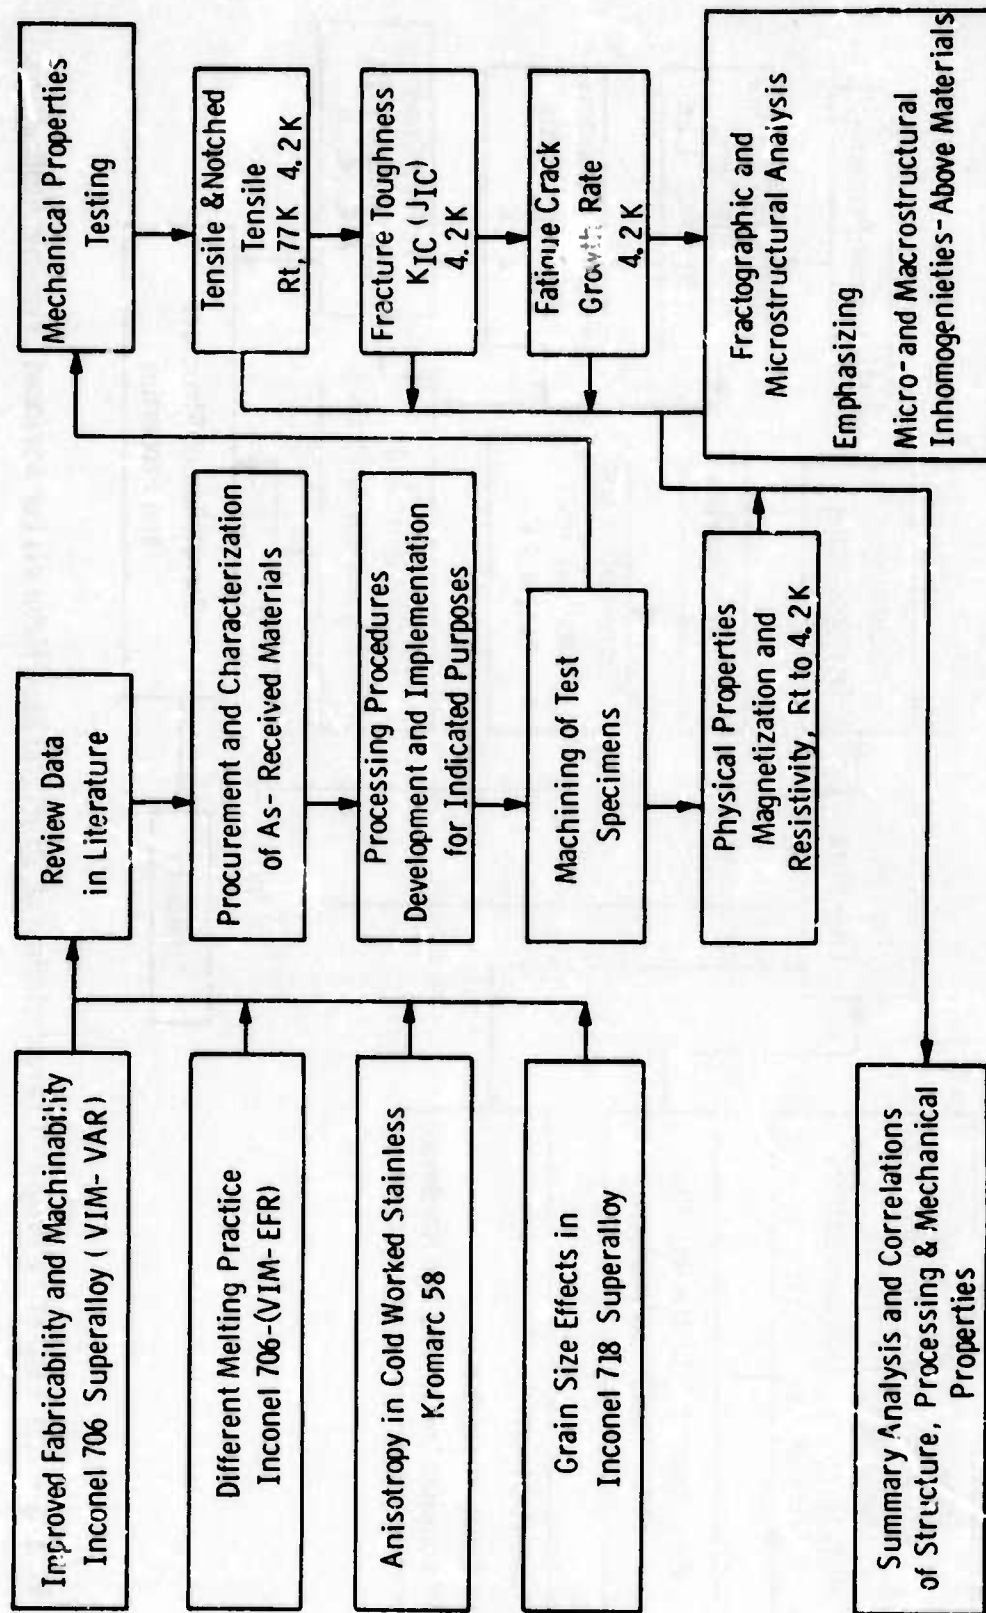 Improved Fabricability and Machinability
Inconel 706 Superalloy (VIM-VAR)
Different Melting Practice
Inconel 706-(VIM-EFR)
Anisotropy in Cold Worked Stainless
Kromarc 58
Grain Size Effects in
Inconel 718 Superalloy
Summary Analysis and Correlations
of Structure, Processing & Mechanical
Properties
Review Data
in Literature
Procurement and Characterization
of As-Received Materials
Processing Procedures
Development and Implementation
for Indicated Purposes
Machining of Test
Specimens
Physical Properties
Magnetization and
Resistivity, Rt to 4.2K
Mechanical Properties
Testing
Tensile & Notched
Tensile
Rt, 77K 4.2K
Fracture Toughness
KIC (JIC)
4.2K
Fatigue Crack
Growth Rate
4.2K
Fractographic and
Microstructural Analysis
Emphasizing
Micro- and Macrostructural
Inhomogenieties-Above Materials